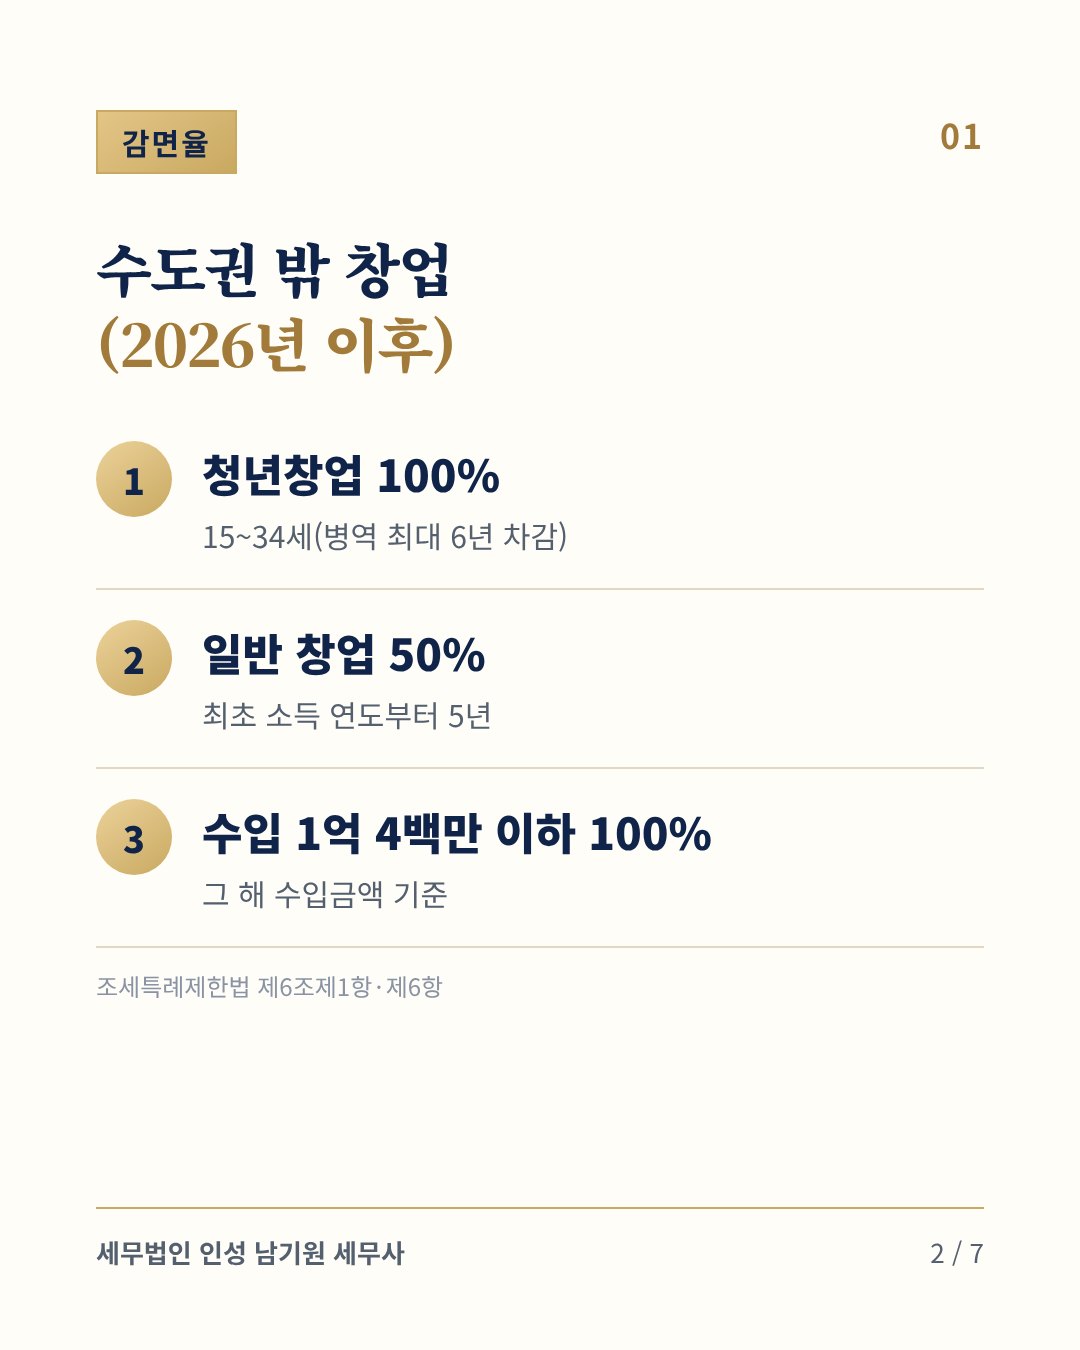 감면율
01
수도권 밖 창업
(2026년 이후)
1
청년창업 100%
15~34세(병역 최대 6년 차감)
2
일반 창업 50%
최초 소득 연도부터 5년
3
수입 1억 4백만 이하 100%
그 해 수입금액 기준
조세특례제한법 제6조제1항·제6항
세무법인 인성 남기원 세무사
2 / 7